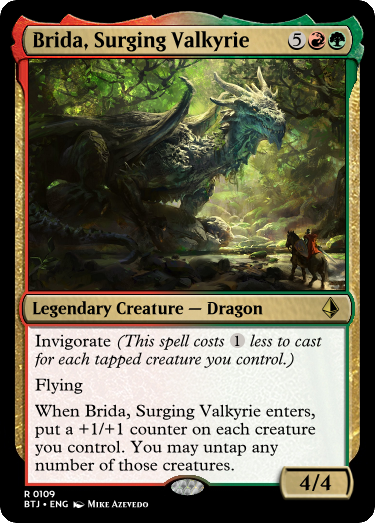 Brida, Surging Valkyrie 5
Legendary Creature — Dragon
Invigorate (This spell costs 1 less to cast
for each tapped creature you control.)
Flying
When Brida, Surging Valkyrie enters,
put a +1/+1 counter on each creature
you control. You may untap any
number of those creatures.
4/4
R 0109
BTJ • ENG Mike Azevedo